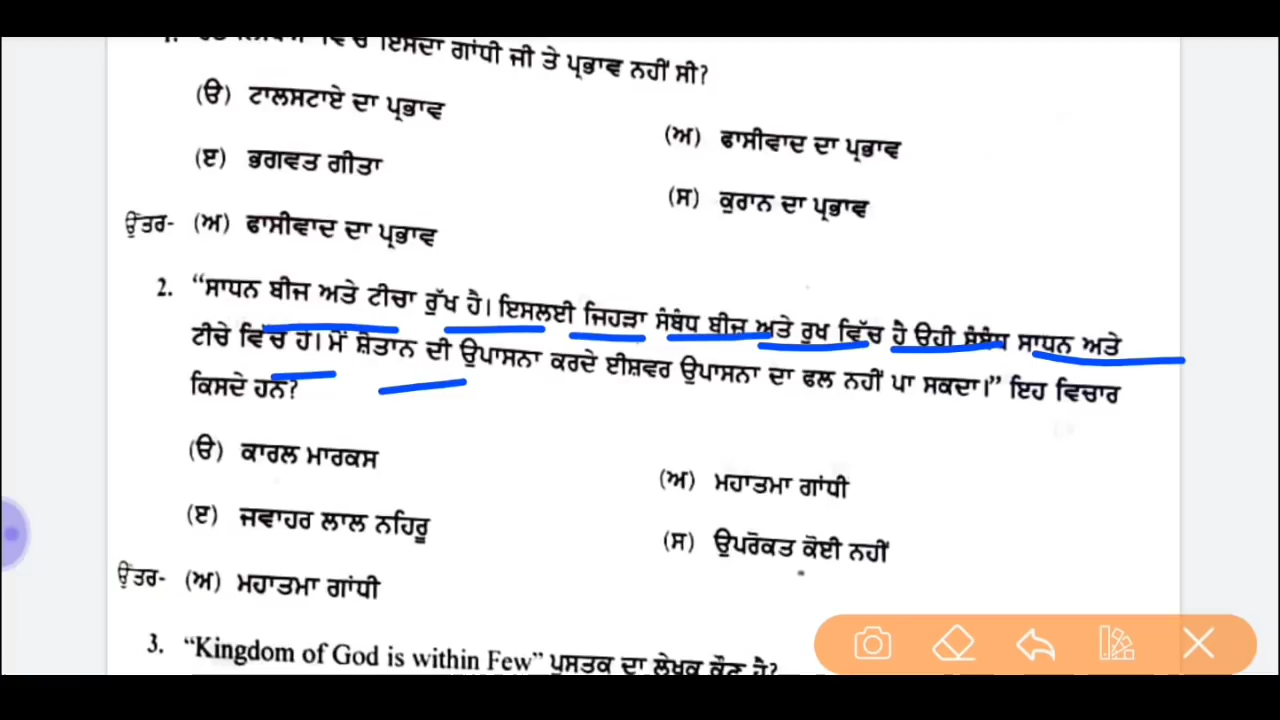 ਇਸਦਾ ਗਾਂਧੀ ਜੀ ਤੇ ਪ੍ਰਭਾਵ ਨਹੀਂ ਸੀ?
(ੳ) ਟਾਲਸਟਾਏ ਦਾ ਪ੍ਰਭਾਵ
(ਅ) ਫਾਸੀਵਾਦ ਦਾ ਪ੍ਰਭਾਵ
(ੲ) ਭਗਵਤ ਗੀਤਾ
(ਸ) ਕੁਰਾਨ ਦਾ ਪ੍ਰਭਾਵ
ਉੱਤਰ- (ਅ) ਫਾਸੀਵਾਦ ਦਾ ਪ੍ਰਭਾਵ
2. “ਸਾਧਨ ਬੀਜ ਅਤੇ ਟੀਚਾ ਰੁੱਖ ਹੈ। ਇਸਲਈ ਜਿਹੜਾ ਸੰਬੰਧ ਬੀਜ ਅਤੇ ਰੁਖ ਵਿੱਚ ਹੈ ਉਹੀ ਸੰਬੰਧ ਸਾਧਨ ਅਤੇ
ਟੀਚੇ ਵਿੱਚ ਹੈ। ਮੈਂ ਸ਼ੈਤਾਨ ਦੀ ਉਪਾਸਨਾ ਕਰਦੇ ਈਸ਼ਵਰ ਉਪਾਸਨਾ ਦਾ ਫਲ ਨਹੀਂ ਪਾ ਸਕਦਾ।” ਇਹ ਵਿਚਾਰ
ਕਿਸਦੇ ਹਨ?
(ੳ) ਕਾਰਲ ਮਾਰਕਸ
(ਅ) ਮਹਾਤਮਾ ਗਾਂਧੀ
(ੲ) ਜਵਾਹਰ ਲਾਲ ਨਹਿਰੂ
(ਸ) ਉਪਰੋਕਤ ਕੋਈ ਨਹੀਂ
ਉੱਤਰ- (ਅ) ਮਹਾਤਮਾ ਗਾਂਧੀ
3. “Kingdom of God is within Few” ਪੁਸਤਕ ਦਾ ਲੇਖਕ ਕੌਣ ਹੈ?